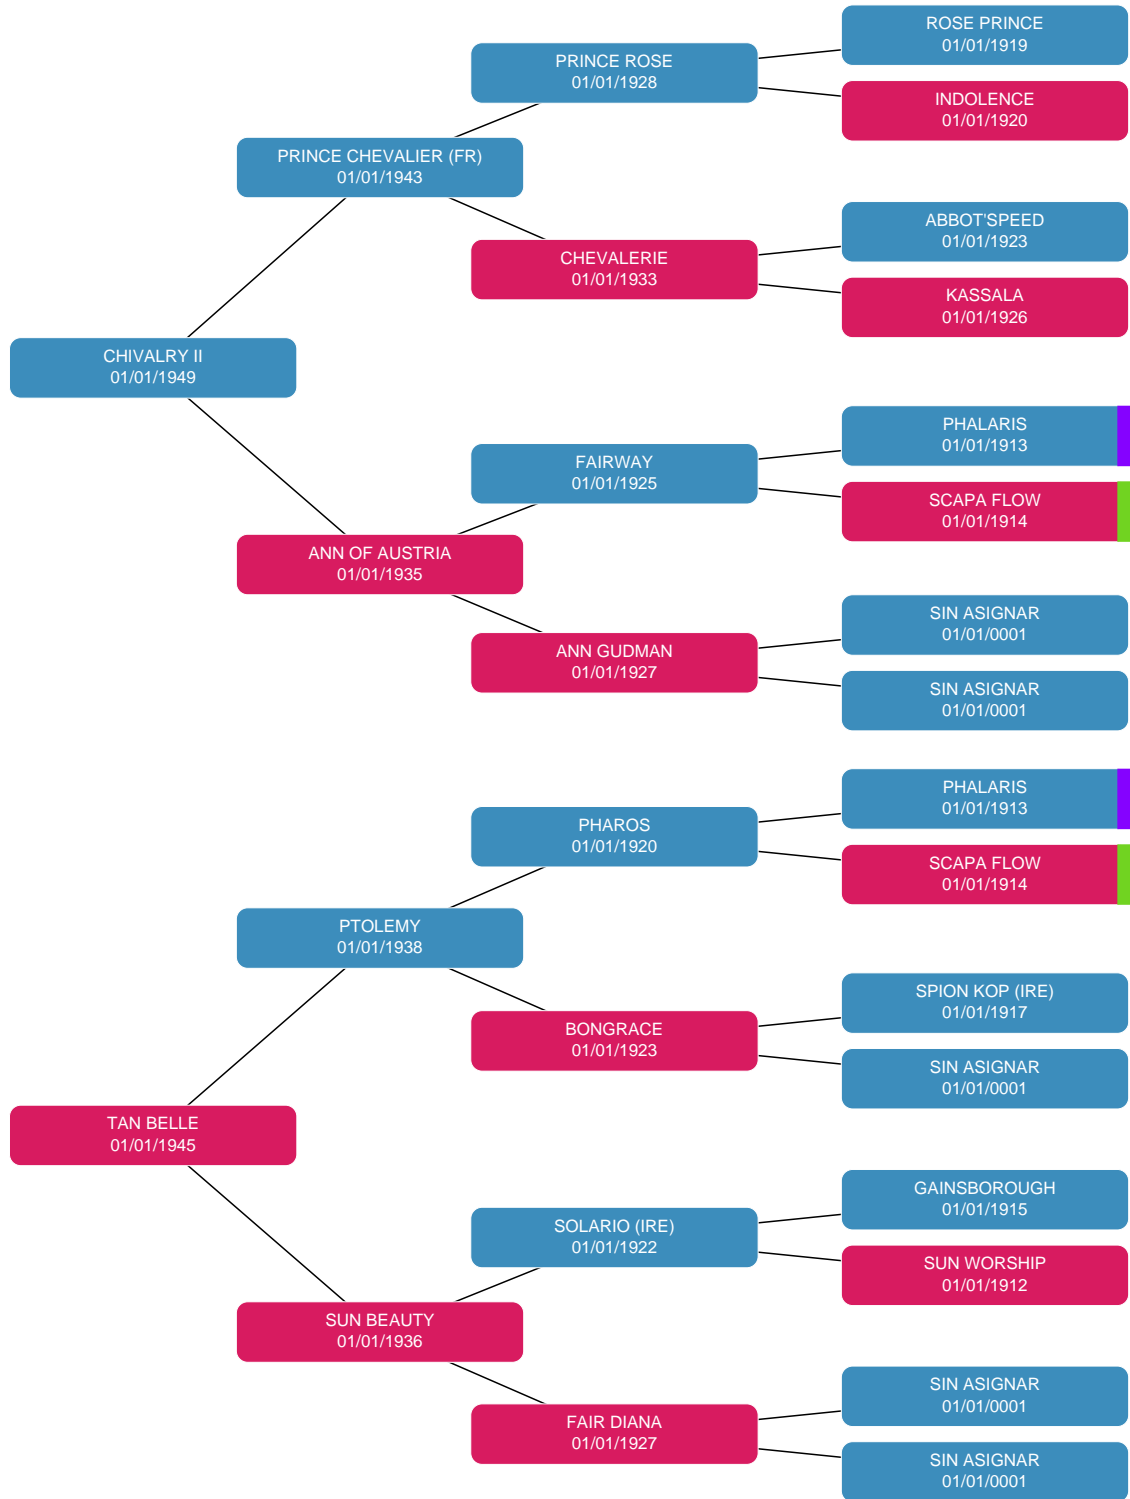 ROSE PRINCE
01/01/1919
PRINCE ROSE
01/01/1928
INDOLENCE
01/01/1920
PRINCE CHEVALIER (FR)
01/01/1943
ABBOT'SPEED
01/01/1923
CHEVALERIE
01/01/1933
KASSALA
01/01/1926
CHIVALRY II
01/01/1949
PHALARIS
01/01/1913
FAIRWAY
01/01/1925
SCAPA FLOW
01/01/1914
ANN OF AUSTRIA
01/01/1935
SIN ASIGNAR
01/01/0001
ANN GUDMAN
01/01/1927
SIN ASIGNAR
01/01/0001
PHALARIS
01/01/1913
PHAROS
01/01/1920
SCAPA FLOW
01/01/1914
PTOLEMY
01/01/1938
SPION KOP (IRE)
01/01/1917
BONGRACE
01/01/1923
SIN ASIGNAR
01/01/0001
TAN BELLE
01/01/1945
GAINSBOROUGH
01/01/1915
SOLARIO (IRE)
01/01/1922
SUN WORSHIP
01/01/1912
SUN BEAUTY
01/01/1936
SIN ASIGNAR
01/01/0001
FAIR DIANA
01/01/1927
SIN ASIGNAR
01/01/0001